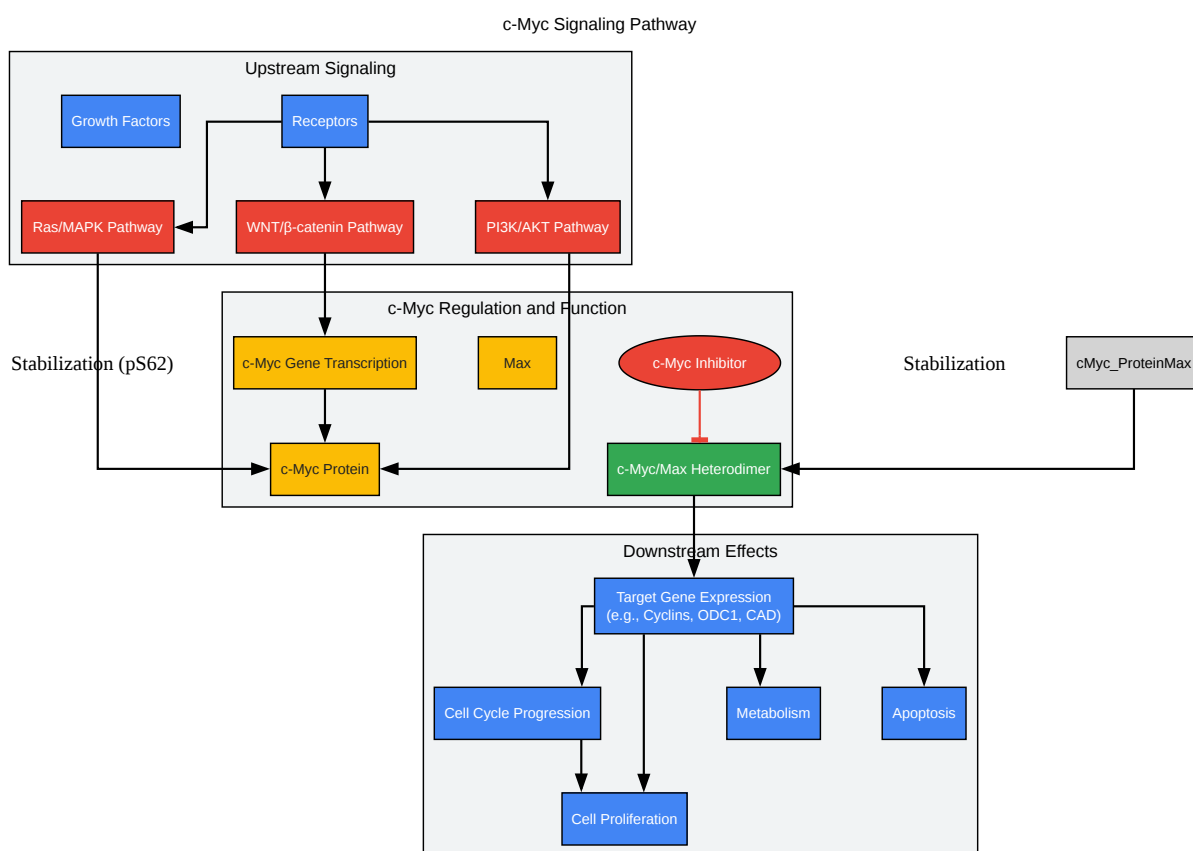 c-Myc Signaling Pathway
Upstream Signaling
Growth Factors
Receptors
Ras/MAPK Pathway
WNT/β-catenin Pathway
PI3K/AKT Pathway
c-Myc Regulation and Function
Stabilization (pS62)
c-Myc Gene Transcription
Max
c-Myc Inhibitor
Stabilization
cMyc_ProteinMax
c-Myc Protein
c-Myc/Max Heterodimer
Downstream Effects
Target Gene Expression
(e.g., Cyclins, ODC1, CAD)
Cell Cycle Progression
Metabolism
Apoptosis
Cell Proliferation